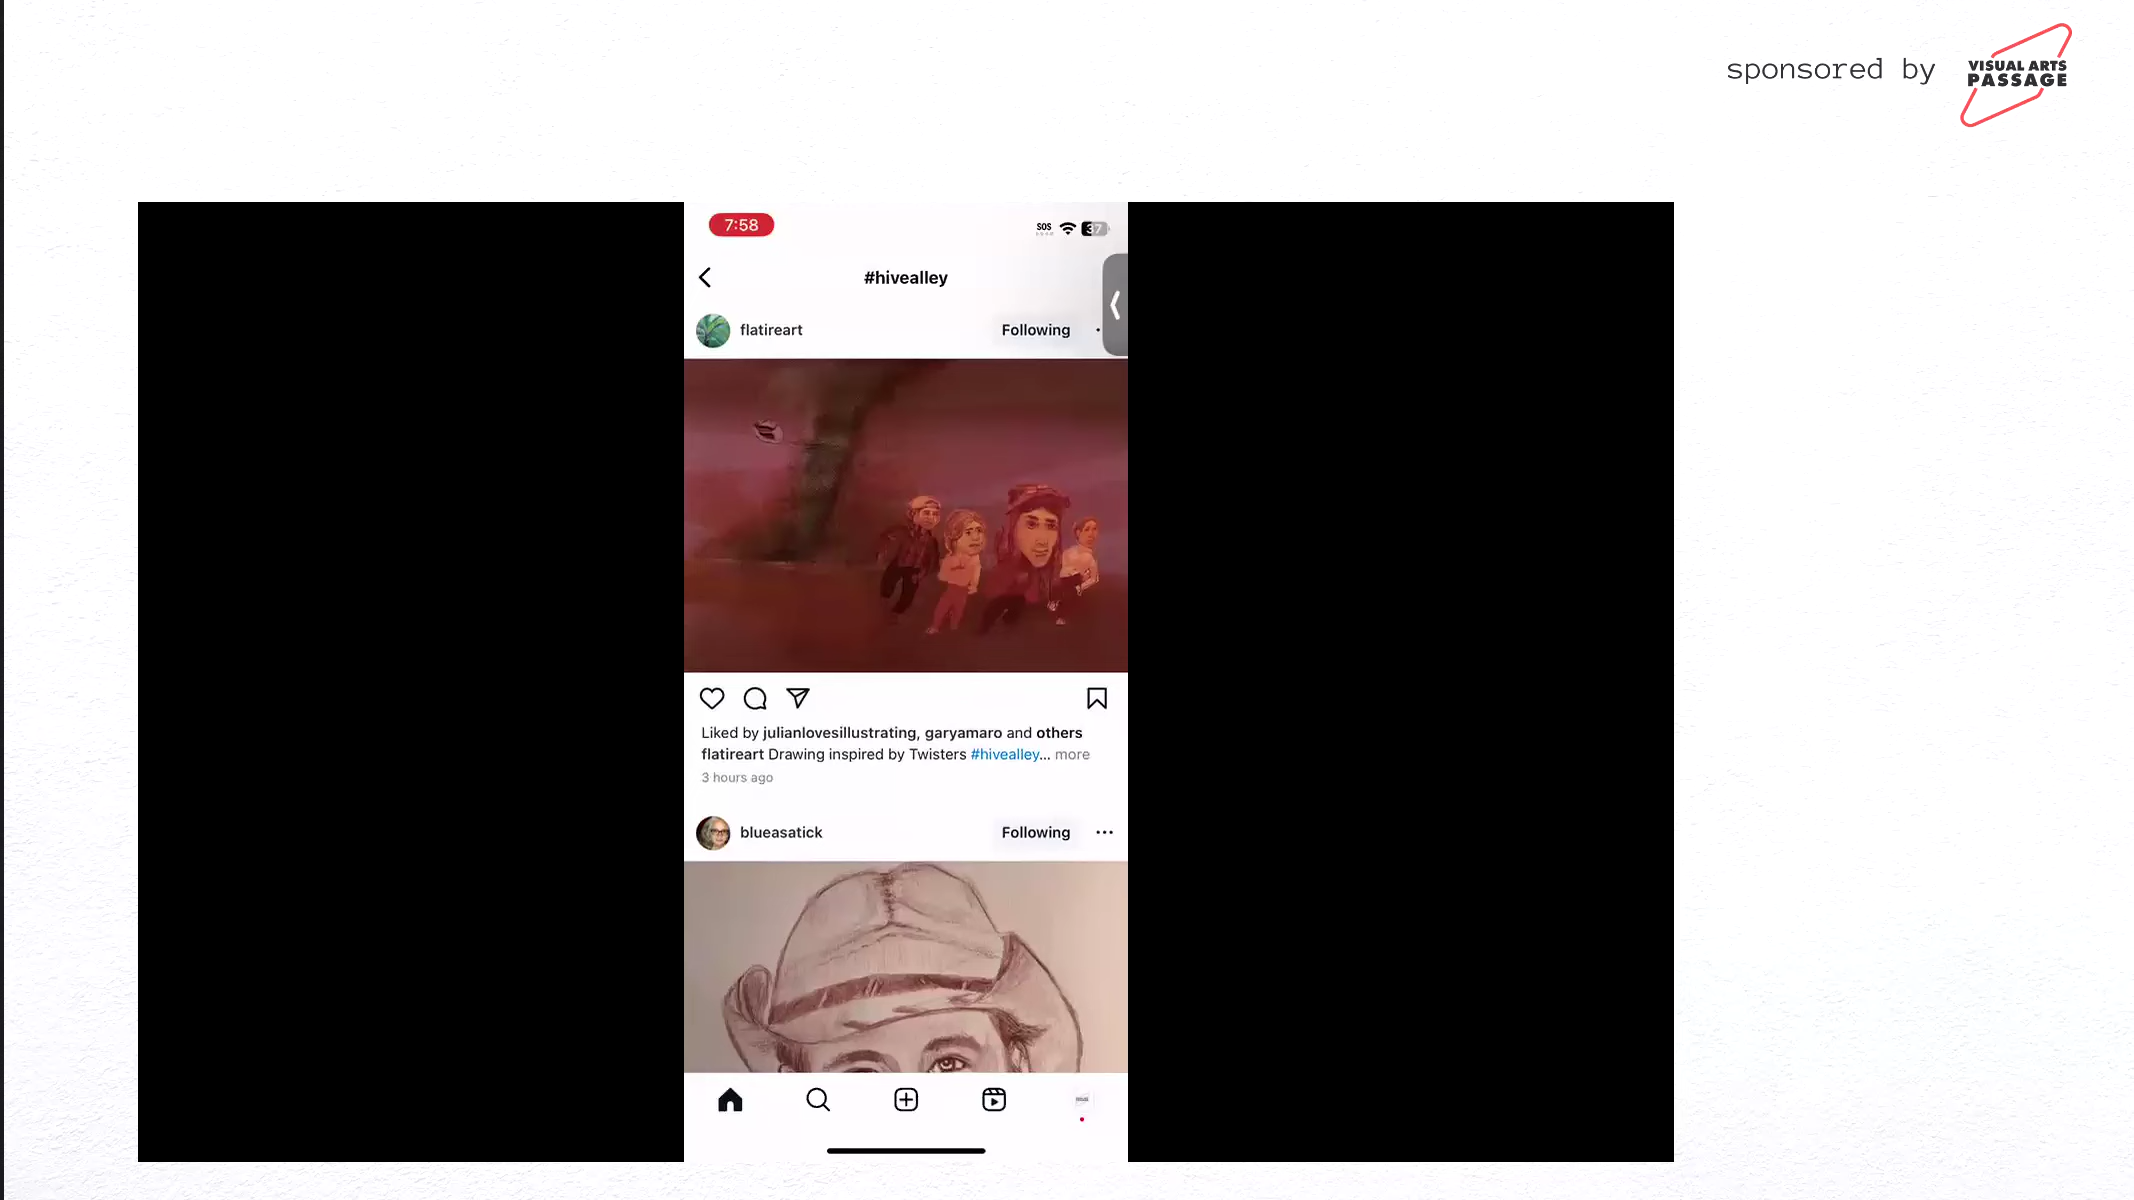 sponsored by
VISUAL ARTS
PASSAGE
7:58
SOS
37
#hivealley
flatireart
Following
Liked by julianlovesillustrating, garyamaro and others
flatireart Drawing inspired by Twisters #hivealley... more
3 hours ago
blueasatick
Following